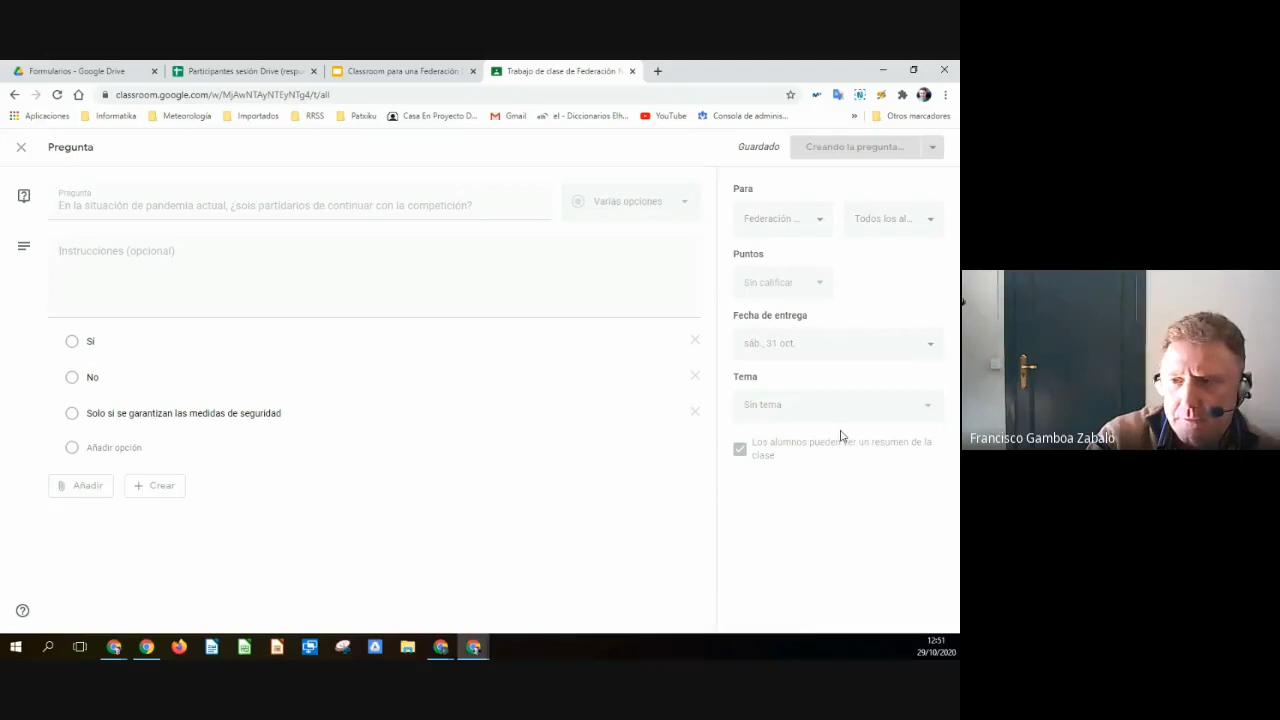 Formularios - Google Drive
Participantes sesión Drive (respu
Classroom para una Federación D
Trabajo de clase de Federación N
classroom.google.com/w/MjAwNTAyNTEyNTg4/t/all
Aplicaciones
Informatika
Meteorología
Importados
RRSS
Patxiku
Casa En Proyecto D...
Gmail
el - Diccionarios Elh...
YouTube
Consola de adminis...
»
Otros marcadores
Pregunta
Guardado
Creando la pregunta...
Pregunta
En la situación de pandemia actual, ¿sois partidarios de continuar con la competición?
Varias opciones
Instrucciones (opcional)
Sí
No
Solo si se garantizan las medidas de seguridad
Añadir opción
Añadir
Crear
Para
Federación ...
Todos los al...
Puntos
Sin calificar
Fecha de entrega
sáb., 31 oct.
Tema
Sin tema
Los alumnos pueden ver un resumen de la
clase
12:51
29/10/2020
Francisco Gamboa Zabalo